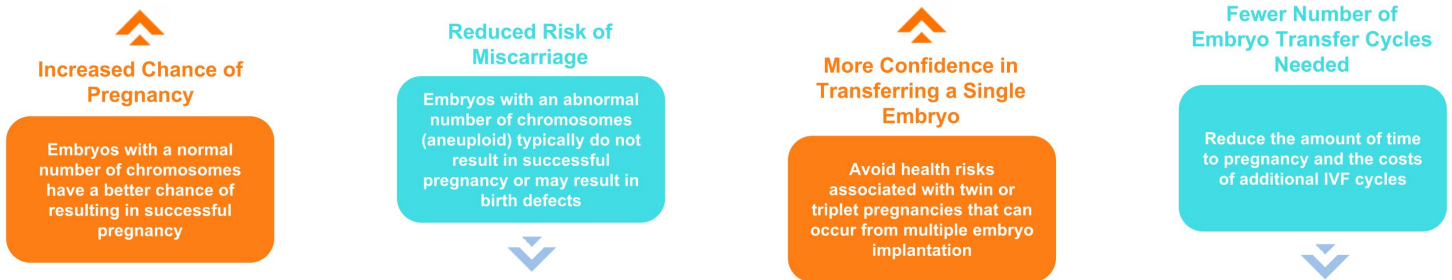 Increased Chance of
Pregnancy
Embryos with a normal
number of chromosomes
have a better chance of
resulting in successful
pregnancy
Reduced Risk of
Miscarriage
Embryos with an abnormal
number of chromosomes
(aneuploid) typically do not
result in successful
pregnancy or may result in
birth defects
More Confidence in
Transferring a Single
Embryo
Avoid health risks
associated with twin or
triplet pregnancies that can
occur from multiple embryo
implantation
Fewer Number of
Embryo Transfer Cycles
Needed
Reduce the amount of time
to pregnancy and the costs
of additional IVF cycles